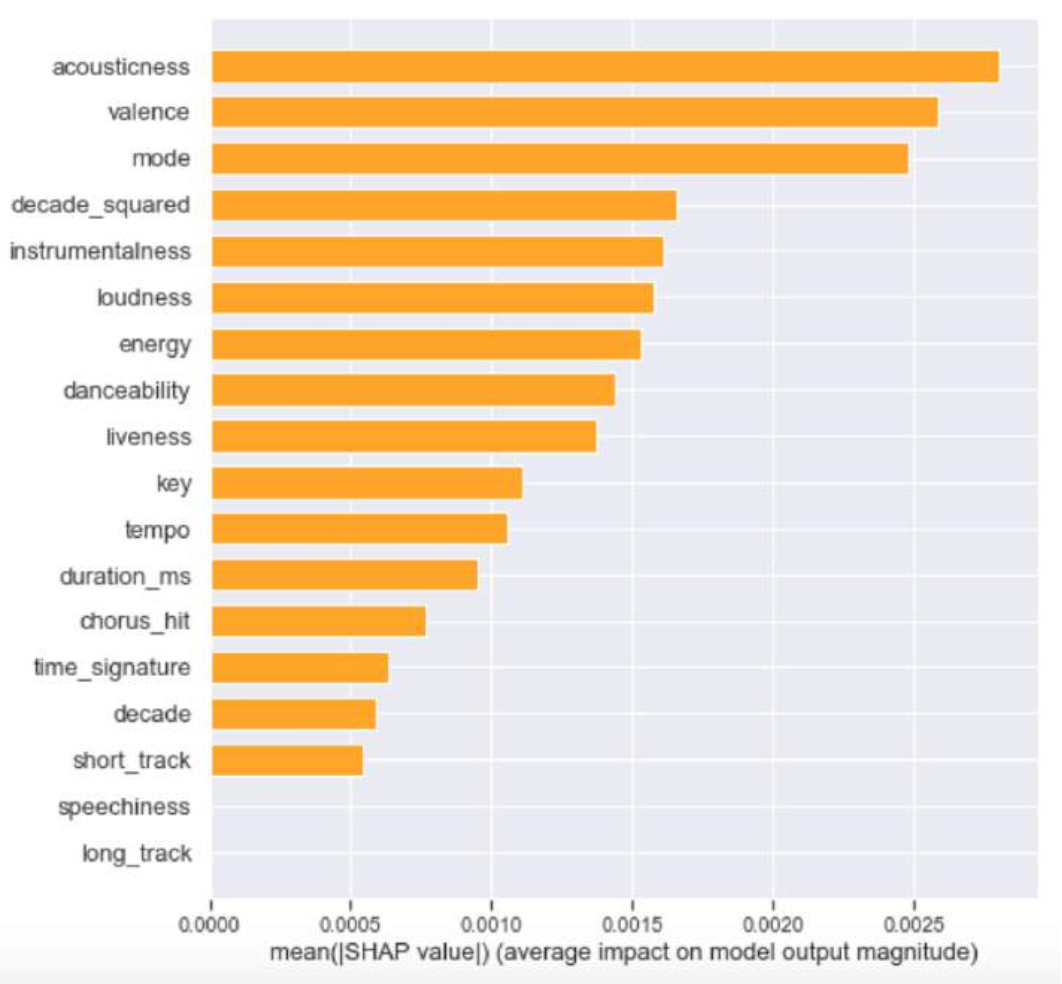 acousticness
valence
mode
decade_squared
instrumentalness
loudness
energy
danceability
liveness
key
tempo
duration_ms
chorus_hit
time_signature
decade
short_track
speechiness
long_track
0.0000 0.0005 0.0010 0.0015 0.0020 0.0025
mean(|SHAP value|) (average impact on model output magnitude)